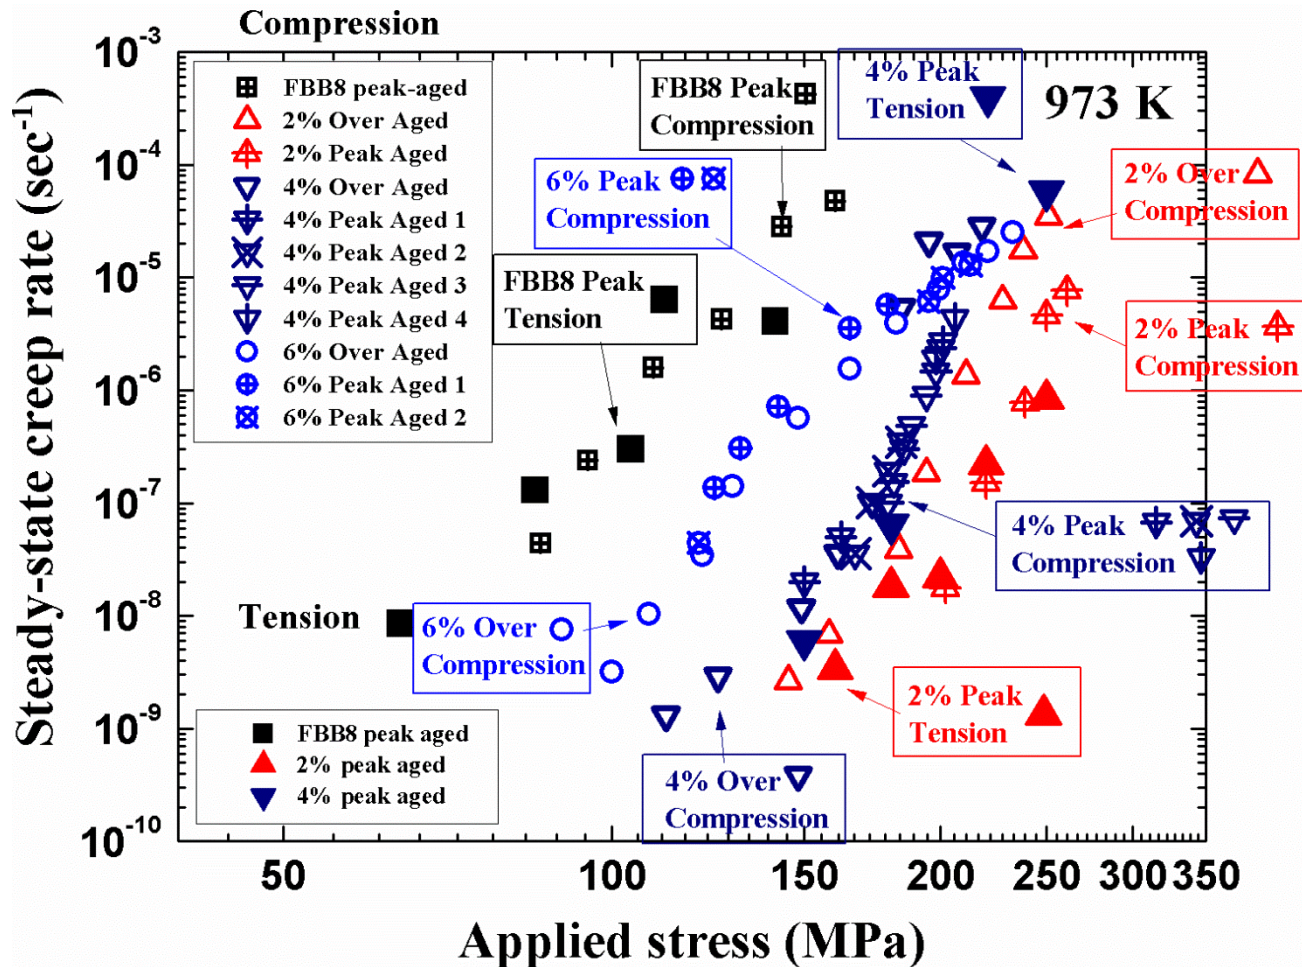 Compression
Steady-state creep rate (sec⁻¹)
10⁻³
10⁻⁴
10⁻⁵
10⁻⁶
10⁻⁷
10⁻⁸
10⁻⁹
10⁻¹⁰
FBB8 peak-aged
2% Over Aged
2% Peak Aged
4% Over Aged
4% Peak Aged 1
4% Peak Aged 2
4% Peak Aged 3
4% Peak Aged 4
6% Over Aged
6% Peak Aged 1
6% Peak Aged 2
FBB8 Peak
Compression
4% Peak
Tension
973 K
6% Peak
Compression
2% Over
Compression
FBB8 Peak
Tension
2% Peak
Compression
4% Peak
Compression
Tension
6% Over
Compression
2% Peak
Tension
FBB8 peak aged
2% peak aged
4% peak aged
4% Over
Compression
50
100
150
200
250
300
350
Applied stress (MPa)